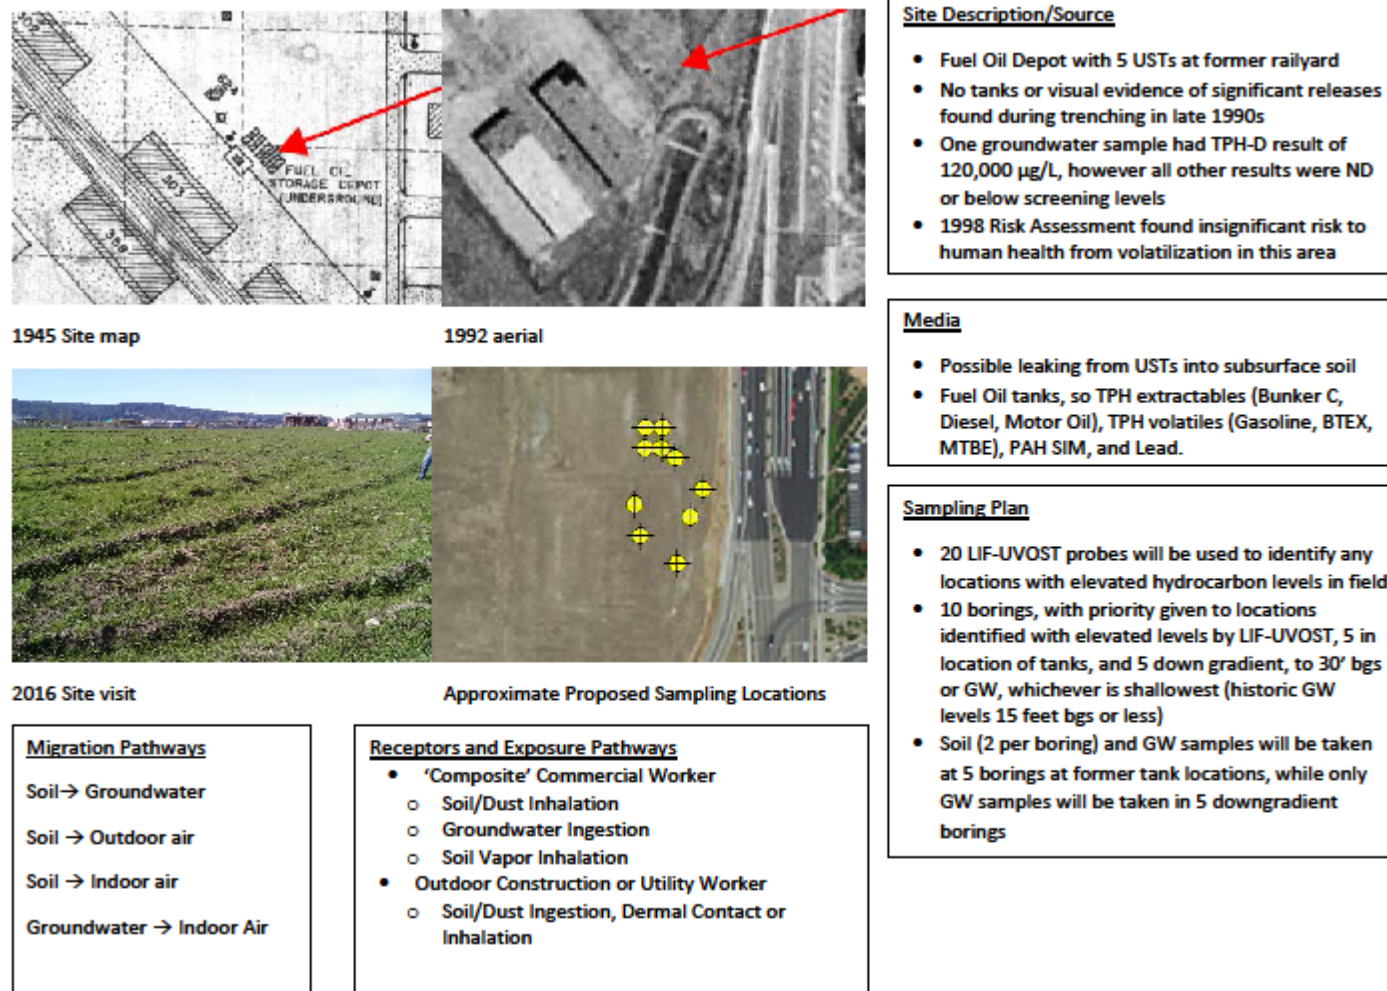 103
368
FUEL OIL
STORAGE DEPOT
(UNDERGROUND)
1945 Site map
1992 aerial
2016 Site visit
Approximate Proposed Sampling Locations
Migration Pathways
Soil→ Groundwater
Soil → Outdoor air
Soil → Indoor air
Groundwater → Indoor Air
Receptors and Exposure Pathways
• ‘Composite’ Commercial Worker
o Soil/Dust Inhalation
o Groundwater Ingestion
o Soil Vapor Inhalation
• Outdoor Construction or Utility Worker
o Soil/Dust Ingestion, Dermal Contact or
Inhalation
Site Description/Source
• Fuel Oil Depot with 5 USTs at former railyard
• No tanks or visual evidence of significant releases
found during trenching in late 1990s
• One groundwater sample had TPH-D result of
120,000 µg/L, however all other results were ND
or below screening levels
• 1998 Risk Assessment found insignificant risk to
human health from volatilization in this area
Media
• Possible leaking from USTs into subsurface soil
• Fuel Oil tanks, so TPH extractables (Bunker C,
Diesel, Motor Oil), TPH volatiles (Gasoline, BTEX,
MTBE), PAH SIM, and Lead.
Sampling Plan
• 20 LIF-UVOST probes will be used to identify any
locations with elevated hydrocarbon levels in field
• 10 borings, with priority given to locations
identified with elevated levels by LIF-UVOST, 5 in
location of tanks, and 5 down gradient, to 30’ bgs
or GW, whichever is shallowest (historic GW
levels 15 feet bgs or less)
• Soil (2 per boring) and GW samples will be taken
at 5 borings at former tank locations, while only
GW samples will be taken in 5 downgradient
borings